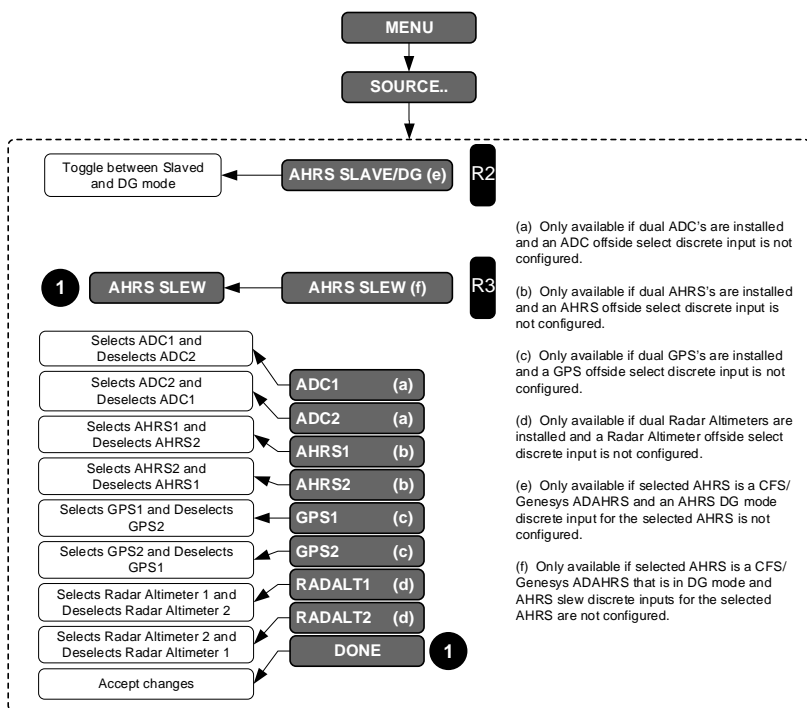 MENU
SOURCE..
Toggle between Slaved
and DG mode
AHRS SLAVE/DG (e)
R2
1
AHRS SLEW
AHRS SLEW (f)
R3
Selects ADC1 and
Deselects ADC2
Selects ADC2 and
Deselects ADC1
Selects AHRS1 and
Deselects AHRS2
Selects AHRS2 and
Deselects AHRS1
Selects GPS1 and Deselects
GPS2
Selects GPS2 and Deselects
GPS1
Selects Radar Altimeter 1 and
Deselects Radar Altimeter 2
Selects Radar Altimeter 2 and
Deselects Radar Altimeter 1
Accept changes
ADC1 (a)
ADC2 (a)
AHRS1 (b)
AHRS2 (b)
GPS1 (c)
GPS2 (c)
RADALT1 (d)
RADALT2 (d)
DONE
1
(a) Only available if dual ADC's are installed
and an ADC offside select discrete input is not
configured.
(b) Only available if dual AHRS's are installed
and an AHRS offside select discrete input is
not configured.
(c) Only available if dual GPS's are installed
and a GPS offside select discrete input is not
configured.
(d) Only available if dual Radar Altimeters are
installed and a Radar Altimeter offside select
discrete input is not configured.
(e) Only available if selected AHRS is a CFS/
Genesys ADAHRS and an AHRS DG mode
discrete input for the selected AHRS is not
configured.
(f) Only available if selected AHRS is a CFS/
Genesys ADAHRS that is in DG mode and
AHRS slew discrete inputs for the selected
AHRS are not configured.